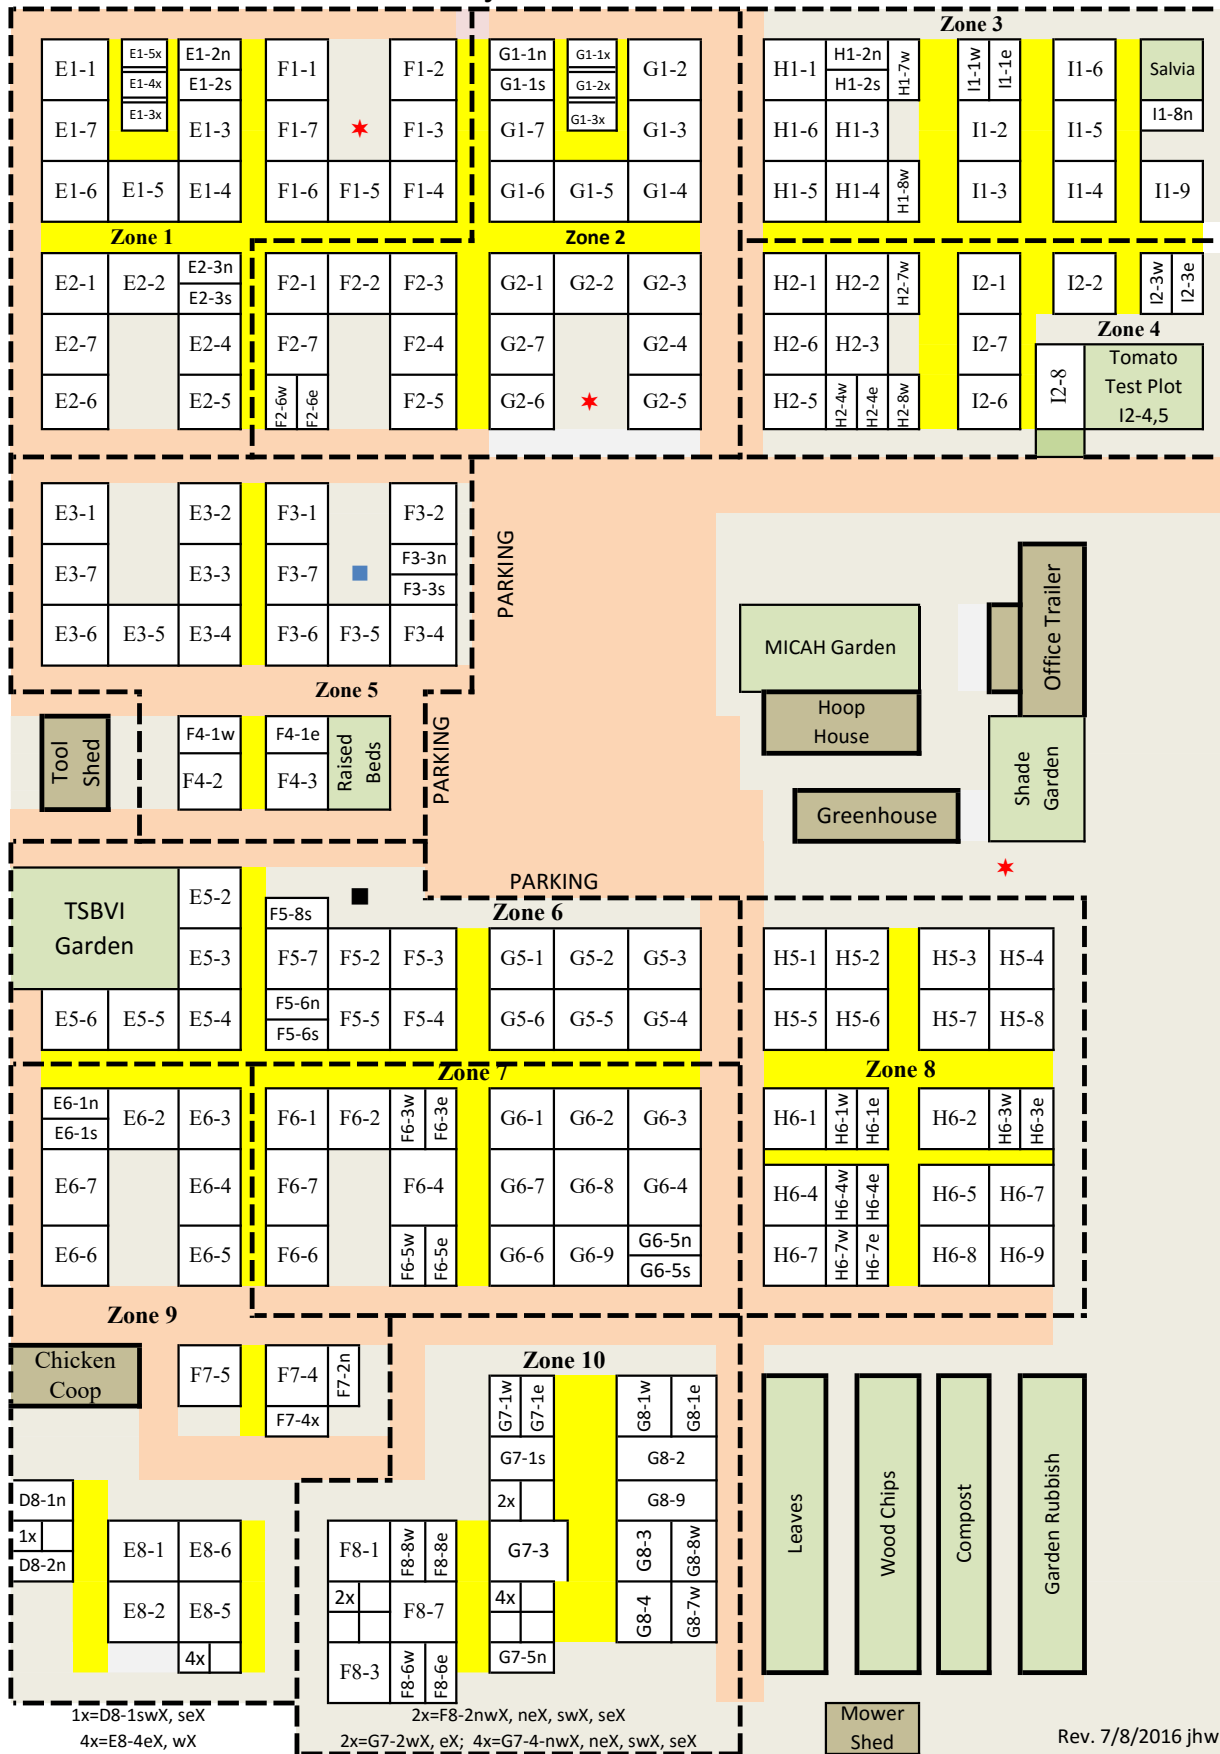 Zone 3
E1-1
E1-5x
E1-4x
E1-3x
E1-2n
E1-2s
F1-1
F1-2
G1-1n
G1-1s
G1-1x
G1-2x
G1-3x
G1-2
H1-1
H1-2n
H1-2s
H1-7w
I1-1w
I1-1e
I1-6
Salvia
I1-8n
E1-7
E1-3
F1-7
F1-3
G1-7
G1-3
H1-6
H1-3
I1-2
I1-5
E1-6
E1-5
E1-4
F1-6
F1-5
F1-4
G1-6
G1-5
G1-4
H1-5
H1-4
H1-8w
I1-3
I1-4
I1-9
Zone 1
Zone 2
E2-1
E2-2
E2-3n
E2-3s
F2-1
F2-2
F2-3
G2-1
G2-2
G2-3
H2-1
H2-2
H2-7w
I2-1
I2-2
I2-3w
I2-3e
Zone 4
E2-7
E2-4
F2-7
F2-4
G2-7
G2-4
H2-6
H2-3
I2-7
I2-8
Tomato
Test Plot
I2-4,5
E2-6
E2-5
F2-6w
F2-6e
F2-5
G2-6
G2-5
H2-5
H2-4w
H2-4e
H2-8w
I2-6
E3-1
E3-2
F3-1
F3-2
E3-7
E3-3
F3-7
F3-3n
F3-3s
PARKING
E3-6
E3-5
E3-4
F3-6
F3-5
F3-4
MICAH Garden
Office Trailer
Zone 5
Hoop
House
Tool
Shed
F4-1w
F4-1e
F4-2
F4-3
Raised
Beds
PARKING
Greenhouse
Shade
Garden
TSBVI
Garden
E5-2
PARKING
F5-8s
Zone 6
E5-3
F5-7
F5-2
F5-3
G5-1
G5-2
G5-3
H5-1
H5-2
H5-3
H5-4
E5-6
E5-5
E5-4
F5-6n
F5-6s
F5-5
F5-4
G5-6
G5-5
G5-4
H5-5
H5-6
H5-7
H5-8
Zone 7
Zone 8
E6-1n
E6-1s
E6-2
E6-3
F6-1
F6-2
F6-3w
F6-3e
G6-1
G6-2
G6-3
H6-1
H6-1w
H6-1e
H6-2
H6-3w
H6-3e
E6-7
E6-4
F6-7
F6-4
G6-7
G6-8
G6-4
H6-4
H6-4w
H6-4e
H6-5
H6-7
E6-6
E6-5
F6-6
F6-5w
F6-5e
G6-6
G6-9
G6-5n
G6-5s
H6-7
H6-7w
H6-7e
H6-8
H6-9
Zone 9
Chicken
Coop
F7-5
F7-4
F7-2n
F7-4x
Zone 10
G7-1w
G7-1e
G8-1w
G8-1e
G7-1s
G8-2
2x
G8-9
D8-1n
1x
D8-2n
E8-1
E8-6
F8-1
F8-8w
F8-8e
G7-3
G8-3
G8-8w
E8-2
E8-5
2x
F8-7
4x
G8-4
G8-7w
4x
F8-3
F8-6w
F8-6e
G7-5n
Leaves
Wood Chips
Compost
Garden Rubbish
1x=D8-1swX, seX
4x=E8-4eX, wX
2x=F8-2nwX, neX, swX, seX
2x=G7-2wX, eX; 4x=G7-4-nwX, neX, swX, seX
Mower
Shed
Rev. 7/8/2016 jhw